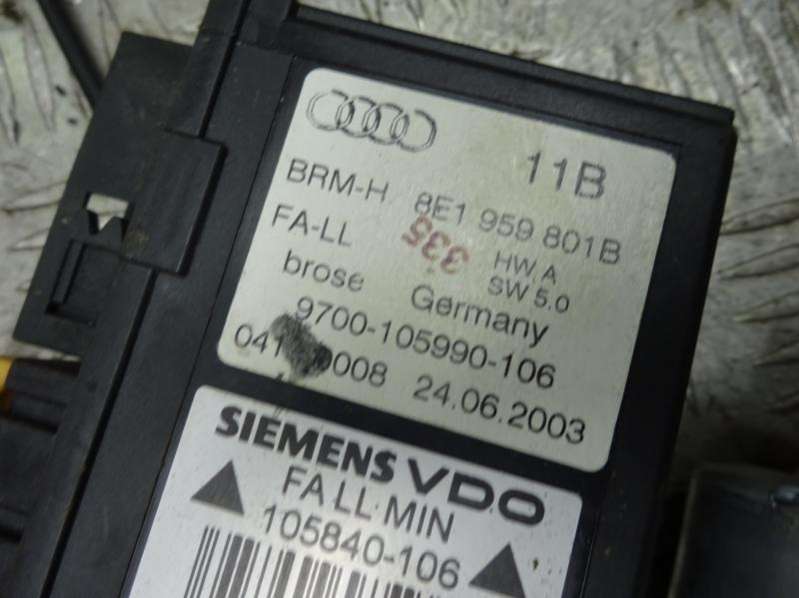 11B
BRM-H 8E1 959 801B
FA-LL 335 HW A
SW 5.0
brose Germany
9700-105990-106
24.06.2003
SIEMENS VDO
FA LL MIN
105840-106